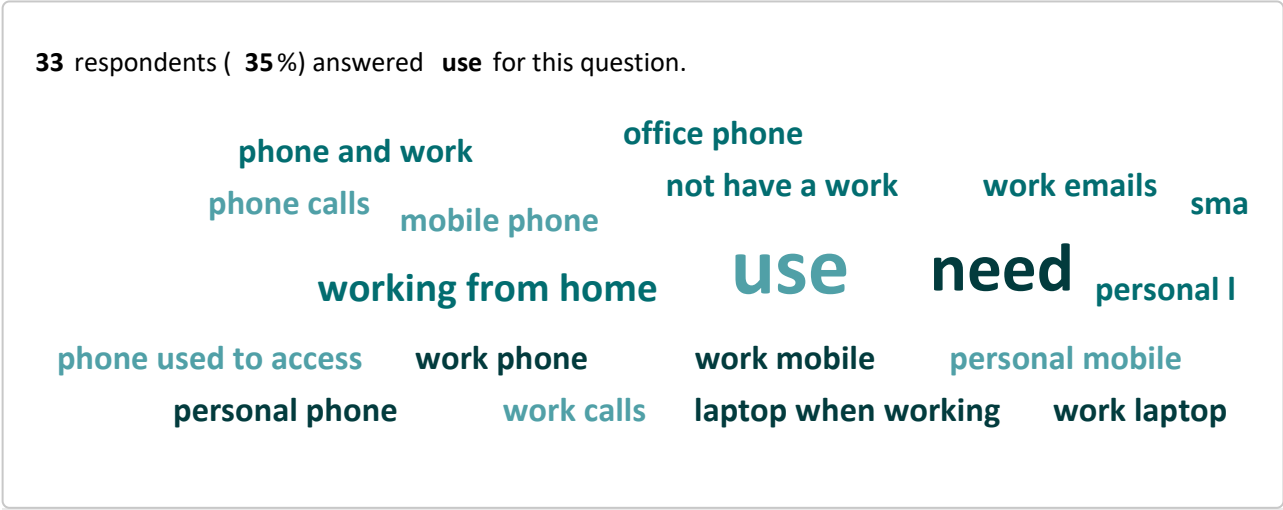 33 respondents ( 35%) answered use for this question.
office phone
phone and work
not have a work
work emails
sma
phone calls
mobile phone
use
need
working from home
personal l
phone used to access
work phone
work mobile
personal mobile
personal phone
work calls
laptop when working
work laptop